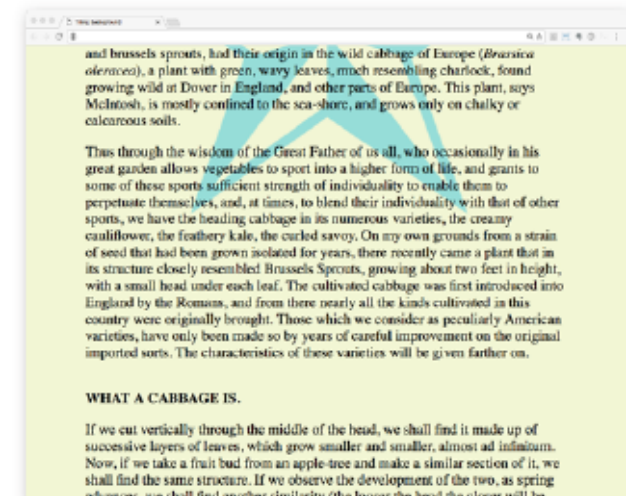 and brussels sprouts, had their origin in the wild cabbage of Europe (Brassica
oleracea), a plant with green, wavy leaves, much resembling charlock, found
growing wild at Dover in England, and other parts of Europe. This plant, says
McIntosh, is mostly confined to the sea-shore, and grows only on chalky or
calcareous soils.
Thus through the wisdom of the Great Father of us all, who occasionally in his
great garden allows vegetables to sport into a higher form of life, and grants to
some of these sports sufficient strength of individuality to enable them to
perpetuate themselves, and, at times, to blend their individuality with that of other
sports, we have the heading cabbage in its numerous varieties, the creamy
cauliflower, the feathery kale, the curled savoy. On my own grounds from a strain
of seed that had been grown isolated for years, there recently came a plant that in
its structure closely resembled Brussels Sprouts, growing about two feet in height,
with a small head under each leaf. The cultivated cabbage was first introduced into
England by the Romans, and from there nearly all the kinds cultivated in this
country were originally brought. Those which we consider as peculiarly American
varieties, have only been made so by years of careful improvement on the original
imported sorts. The characteristics of these varieties will be given farther on.
WHAT A CABBAGE IS.
If we cut vertically through the middle of the head, we shall find it made up of
successive layers of leaves, which grow smaller and smaller, almost ad infinitum.
Now, if we take a fruit bud from an apple-tree and make a similar section of it, we
shall find the same structure. If we observe the development of the two, as spring